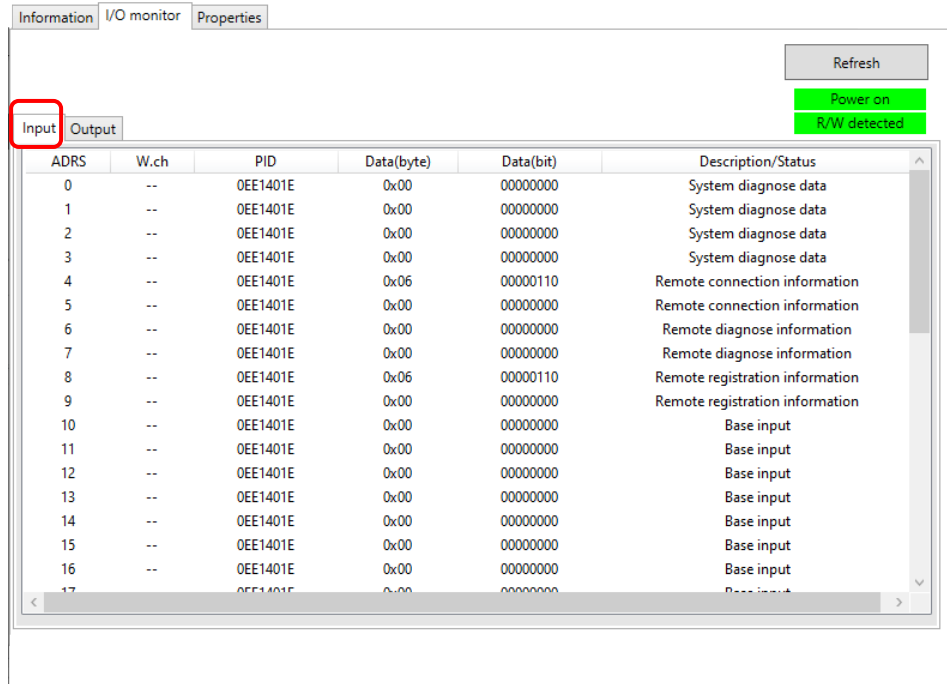 Information I/O monitor Properties
Refresh
Power on
R/W detected
Input Output
ADRS W.ch PID Data(byte) Data(bit) Description/Status
0 -- 0EE1401E 0x00 00000000 System diagnose data
1 -- 0EE1401E 0x00 00000000 System diagnose data
2 -- 0EE1401E 0x00 00000000 System diagnose data
3 -- 0EE1401E 0x00 00000000 System diagnose data
4 -- 0EE1401E 0x06 00000110 Remote connection information
5 -- 0EE1401E 0x00 00000000 Remote connection information
6 -- 0EE1401E 0x00 00000000 Remote diagnose information
7 -- 0EE1401E 0x00 00000000 Remote diagnose information
8 -- 0EE1401E 0x06 00000110 Remote registration information
9 -- 0EE1401E 0x00 00000000 Remote registration information
10 -- 0EE1401E 0x00 00000000 Base input
11 -- 0EE1401E 0x00 00000000 Base input
12 -- 0EE1401E 0x00 00000000 Base input
13 -- 0EE1401E 0x00 00000000 Base input
14 -- 0EE1401E 0x00 00000000 Base input
15 -- 0EE1401E 0x00 00000000 Base input
16 -- 0EE1401E 0x00 00000000 Base input
17 0EE1401E 0x00 00000000 Base input